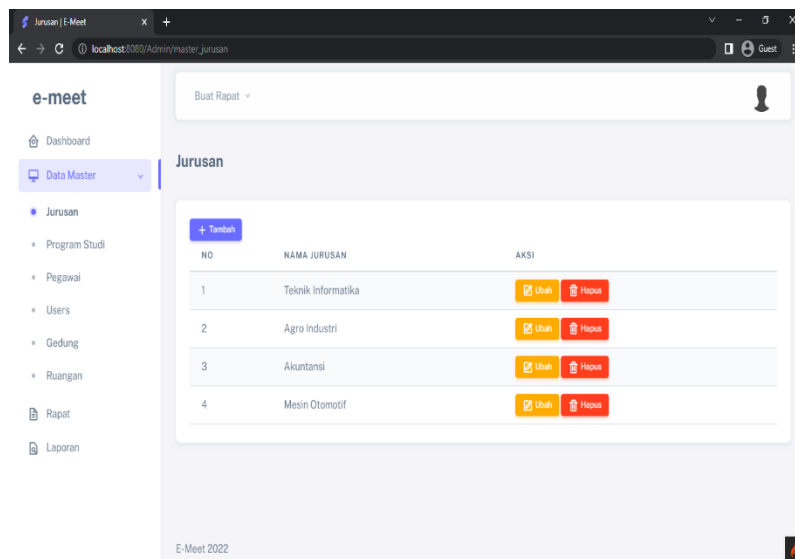 Jurusan | E-Meet
localhost:8080/Admin/master_jurusan
Guest
e-meet
Buat Rapat
Dashboard
Data Master
Jurusan
Program Studi
Pegawai
Users
Gedung
Ruangan
Rapat
Laporan
Jurusan
+ Tambah
NO NAMA JURUSAN AKSI
1 Teknik Informatika Ubah Hapus
2 Agro Industri Ubah Hapus
3 Akuntansi Ubah Hapus
4 Mesin Otomotif Ubah Hapus
E-Meet 2022